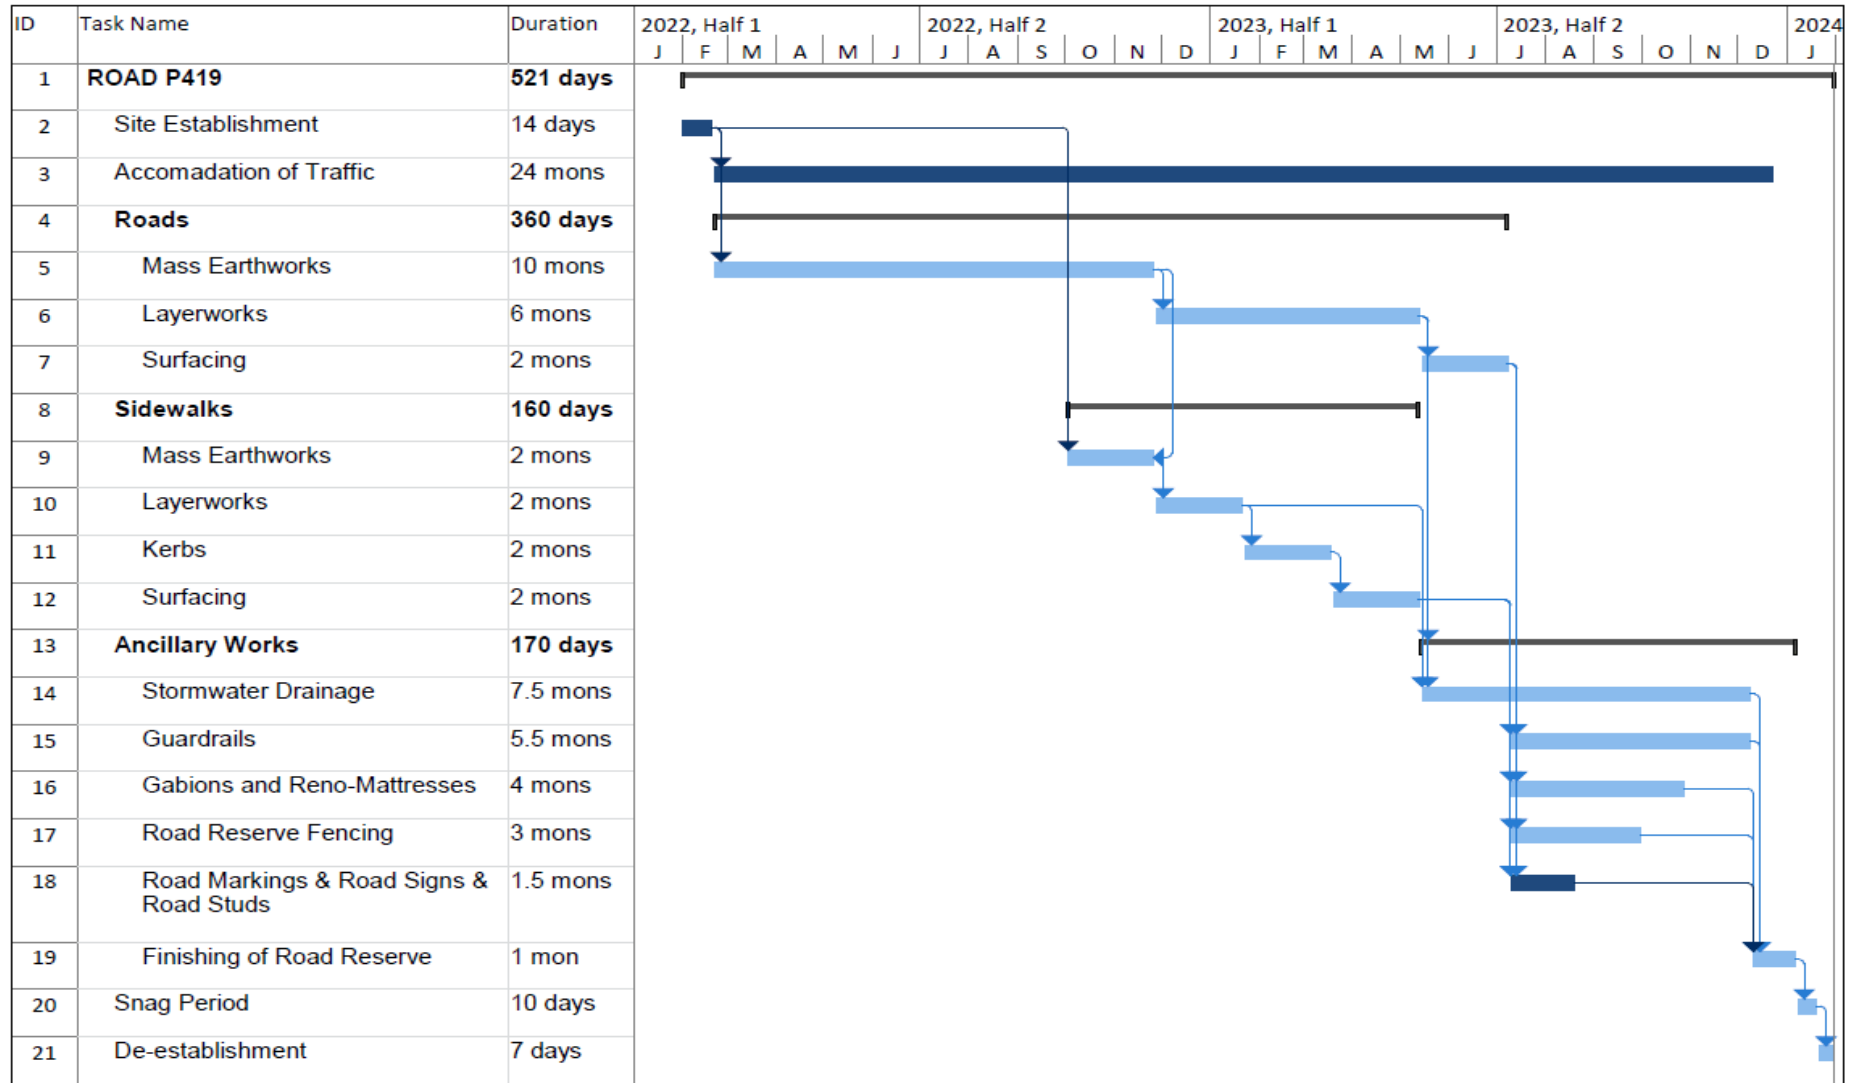 ID Task Name Duration 2022, Half 1 2022, Half 2 2023, Half 1 2023, Half 2 2024
J F M A M J J A S O N D J F M A M J J A S O N D J
1 ROAD P419 521 days
2 Site Establishment 14 days
3 Accomadation of Traffic 24 mons
4 Roads 360 days
5 Mass Earthworks 10 mons
6 Layerworks 6 mons
7 Surfacing 2 mons
8 Sidewalks 160 days
9 Mass Earthworks 2 mons
10 Layerworks 2 mons
11 Kerbs 2 mons
12 Surfacing 2 mons
13 Ancillary Works 170 days
14 Stormwater Drainage 7.5 mons
15 Guardrails 5.5 mons
16 Gabions and Reno-Mattresses 4 mons
17 Road Reserve Fencing 3 mons
18 Road Markings & Road Signs & 1.5 mons
Road Studs
19 Finishing of Road Reserve 1 mon
20 Snag Period 10 days
21 De-establishment 7 days